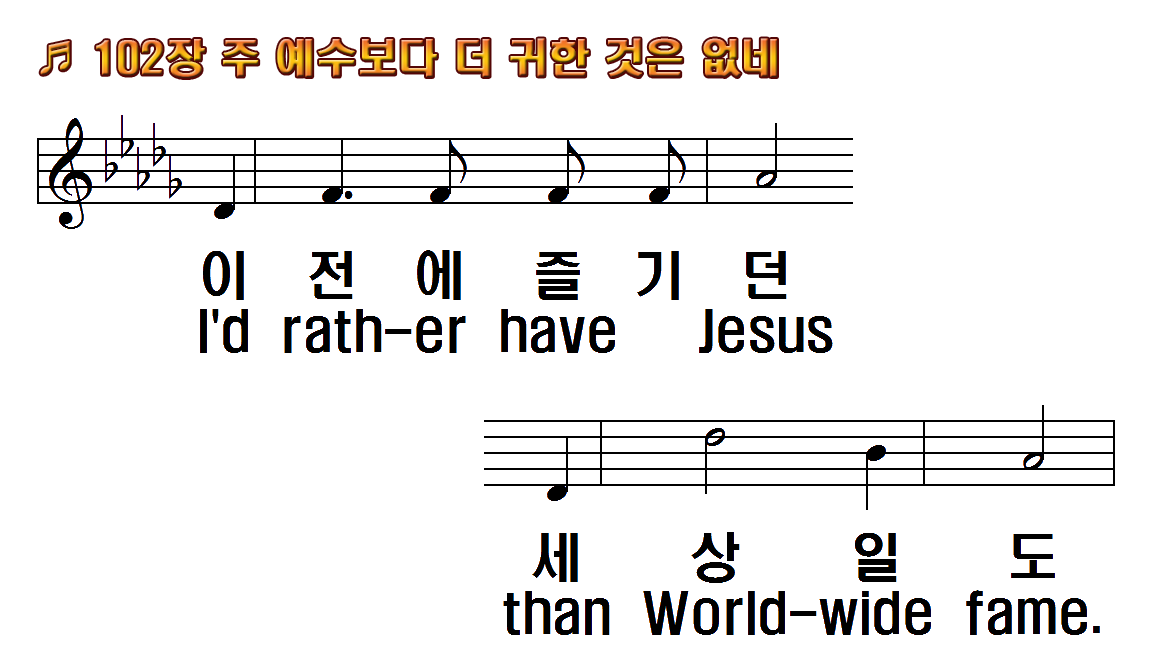 102장 주 예수보다 더 귀한 것은 없네
이 전 에 즐 기 던
I'd rath-er have Jesus
세 상 일 도
than World-wide fame.